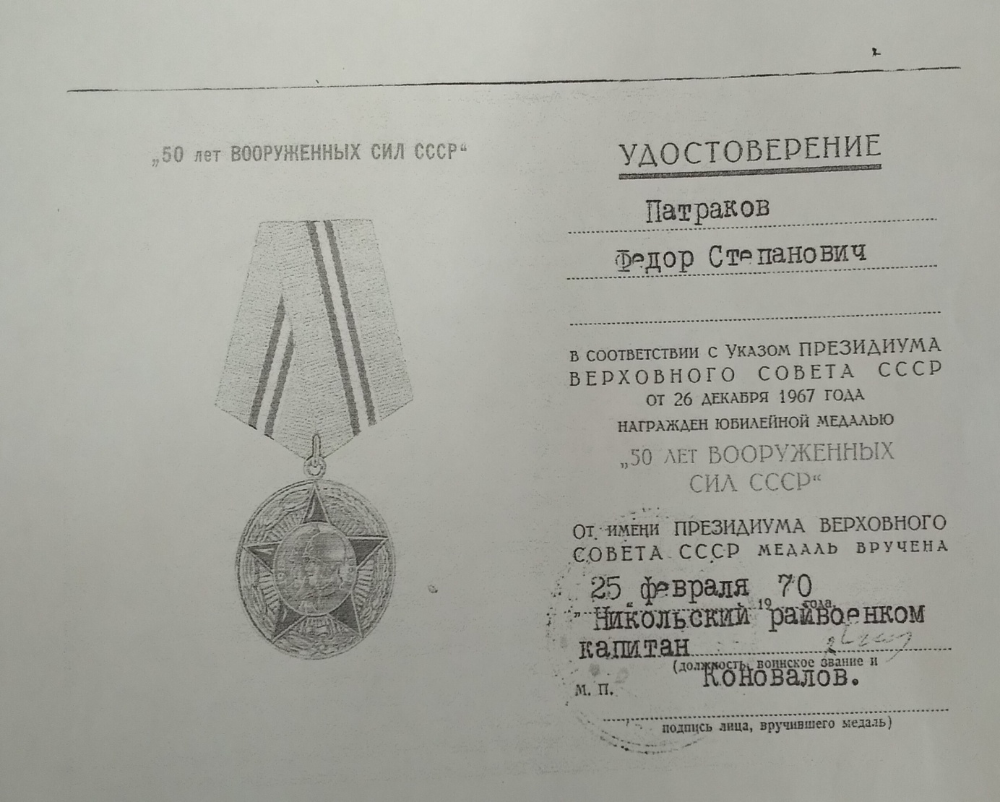 „50 лет ВООРУЖЕННЫХ СИЛ СССР“
УДОСТОВЕРЕНИЕ
Патраков
Федор Степанович
В СООТВЕТСТВИИ С УКАЗОМ ПРЕЗИДИУМА
ВЕРХОВНОГО СОВЕТА СССР
ОТ 26 ДЕКАБРЯ 1967 ГОДА
НАГРАЖДЕН ЮБИЛЕЙНОЙ МЕДАЛЬЮ
„50 ЛЕТ ВООРУЖЕННЫХ
СИЛ СССР“
ОТ ИМЕНИ ПРЕЗИДИУМА ВЕРХОВНОГО
СОВЕТА СССР МЕДАЛЬ ВРУЧЕНА
25 февраля 70
„ “ 19 года.
Никольский райвоенком
капитан
(должность, воинское звание и
Коновалов.
М. П.
подпись лица, вручившего медаль)